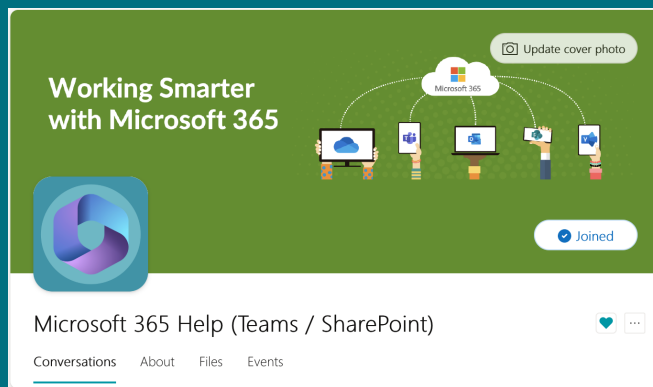 Update cover photo
Working Smarter
with Microsoft 365
Microsoft 365
Joined
Microsoft 365 Help (Teams / SharePoint)
Conversations About Files Events